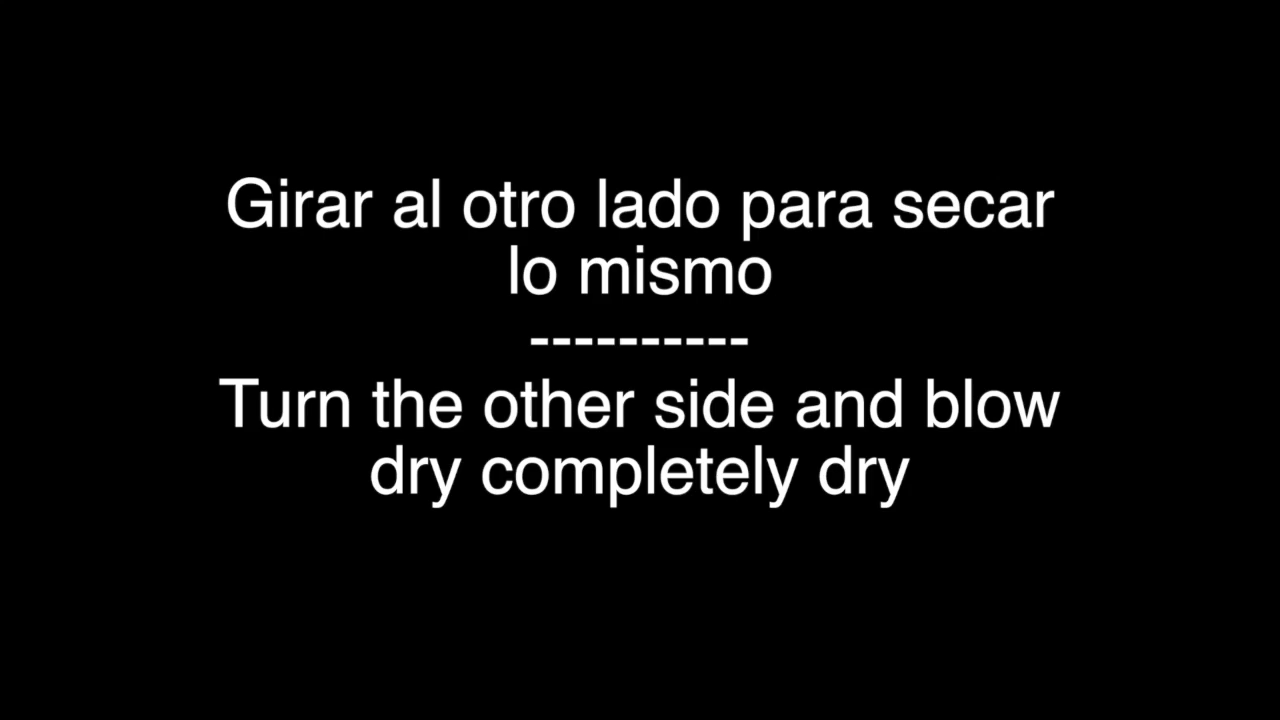 Girar al otro lado para secar
lo mismo
----------
Turn the other side and blow
dry completely dry